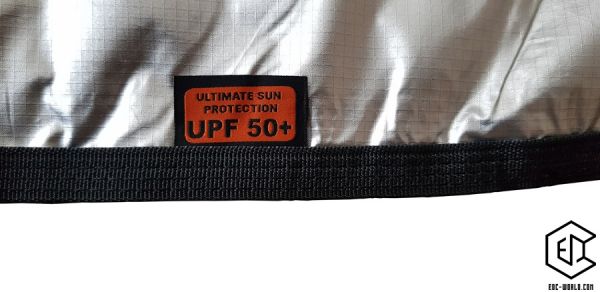 ULTIMATE SUN
PROTECTION
UPF 50+
EDC-WORLD.COM